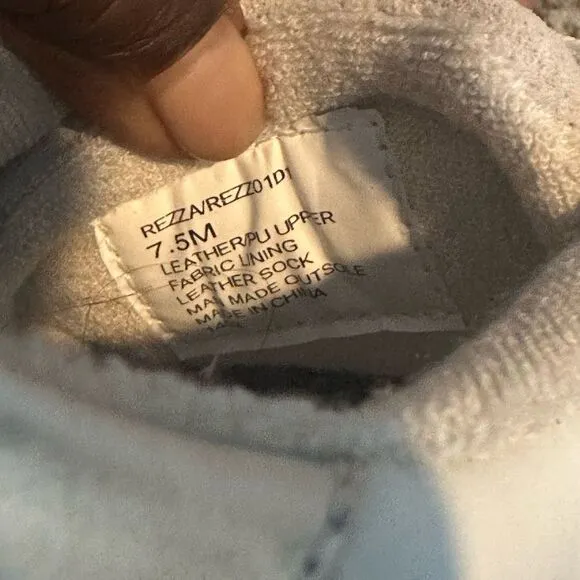 REZZA/REZZ01D1
7.5M
LEATHER/PU UPPER
FABRIC LINING
LEATHER SOCK
MAN MADE OUTSOLE
MADE IN CHINA